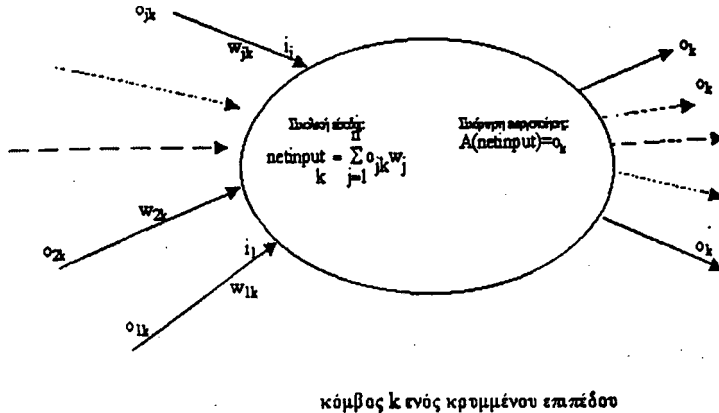 ojk
wjk
ij
ok
ok
n
netinput = Σ ojk wj
k j=1
A(netinput)=ok
w2k
o2k
i1
w1k
o1k
ok
κόμβος k ενός κρυμμένου επιπέδου